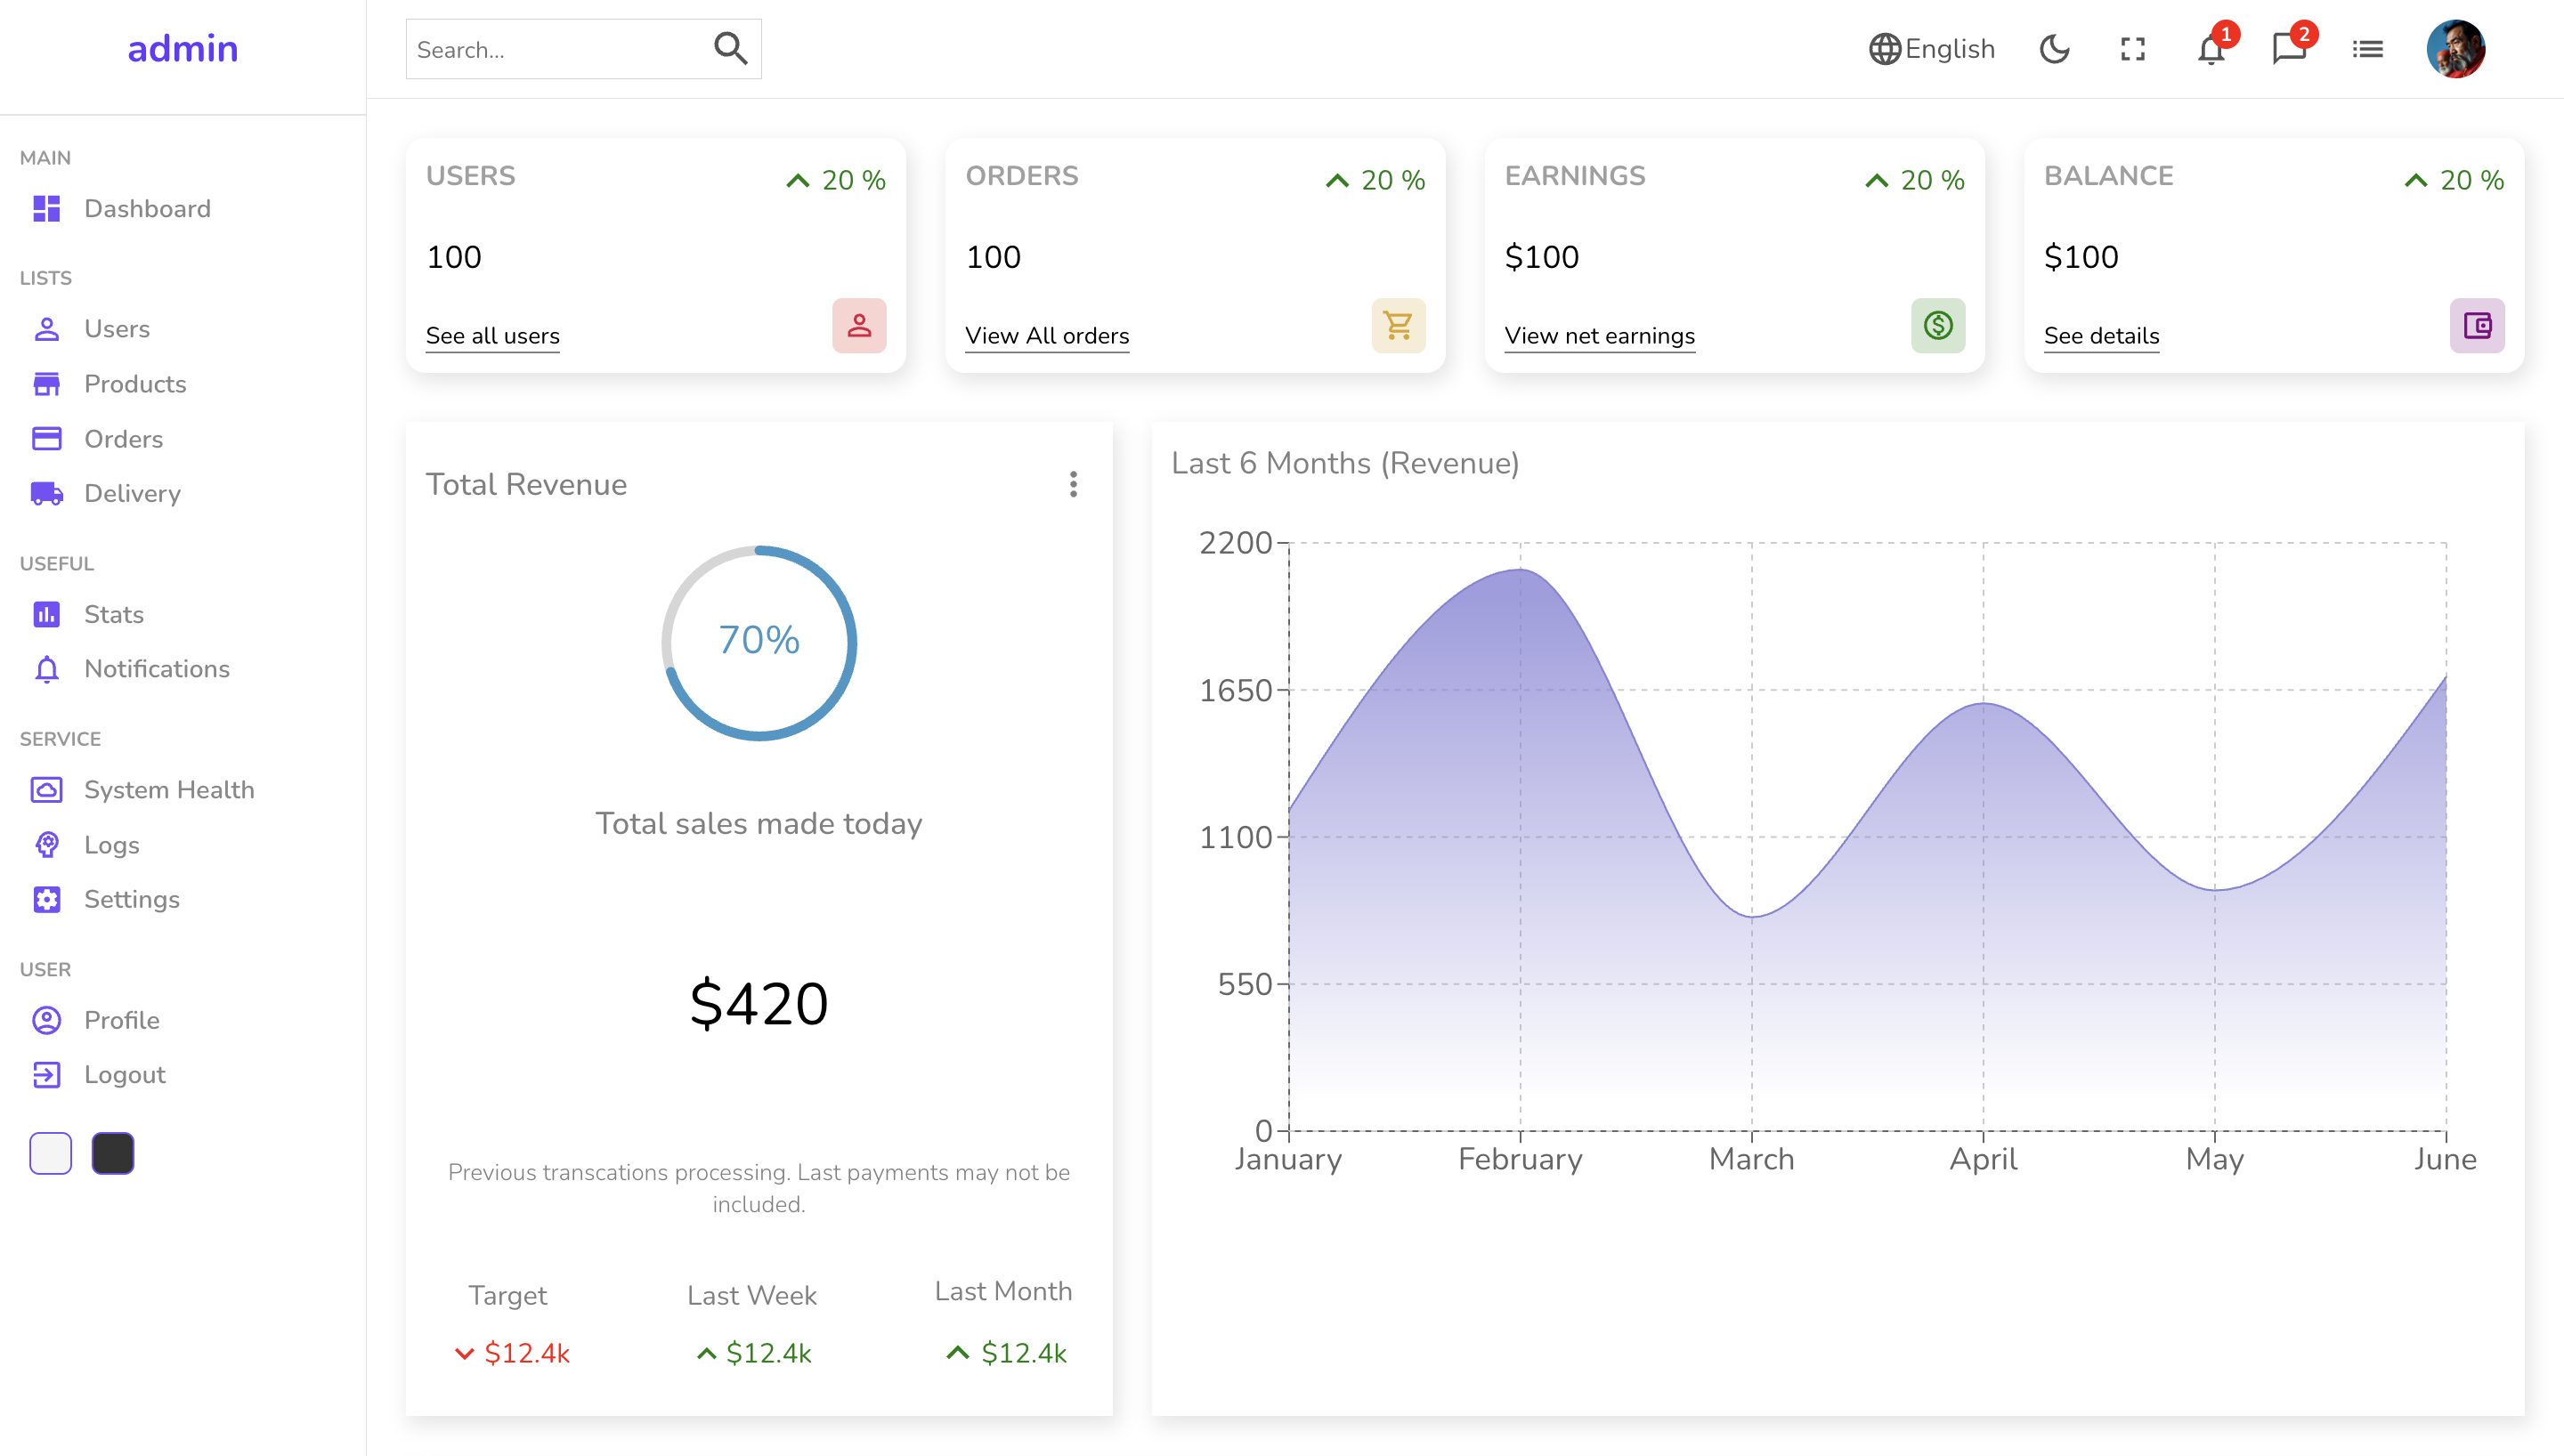 admin
MAIN
Dashboard
LISTS
Users
Products
Orders
Delivery
USEFUL
Stats
Notifications
SERVICE
System Health
Logs
Settings
USER
Profile
Logout
Search...
English
1
2
USERS
20 %
100
See all users
ORDERS
20 %
100
View All orders
EARNINGS
20 %
$100
View net earnings
BALANCE
20 %
$100
See details
Total Revenue
70%
Total sales made today
$420
Previous transcations processing. Last payments may not be
included.
Target
$12.4k
Last Week
$12.4k
Last Month
$12.4k
Last 6 Months (Revenue)
2200
1650
1100
550
0
January
February
March
April
May
June